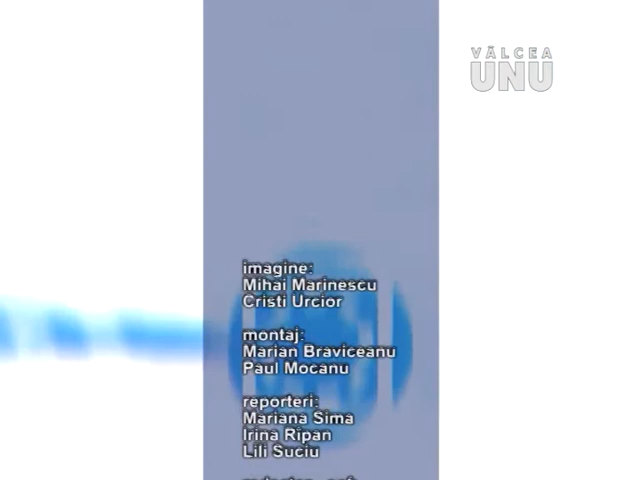 VÂLCEA
UNU
imagine:
Mihai Marinescu
Cristi Urcior
montaj:
Marian Braviceanu
Paul Mocanu
reporteri:
Mariana Sima
Irina Ripan
Lili Suciu